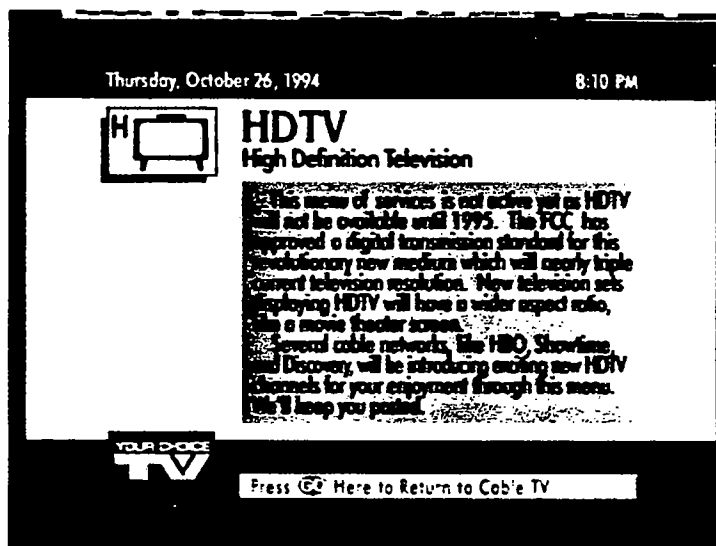 Thursday, October 26, 1994
8:10 PM
H
HDTV
High Definition Television
This menu of services is not active yet as HDTV
will not be available until 1995. The FCC has
approved a digital transmission standard for this
revolutionary new medium which will nearly triple
current television resolution. New television sets
displaying HDTV will have a wider aspect ratio,
like a movie theater screen.
Several cable networks, like HBO, Showtime
and Discovery, will be introducing exciting new HDTV
channels for your enjoyment through this menu.
We'll keep you posted.
YOUR CHOICE
TV
Press GO Here to Return to Cable TV